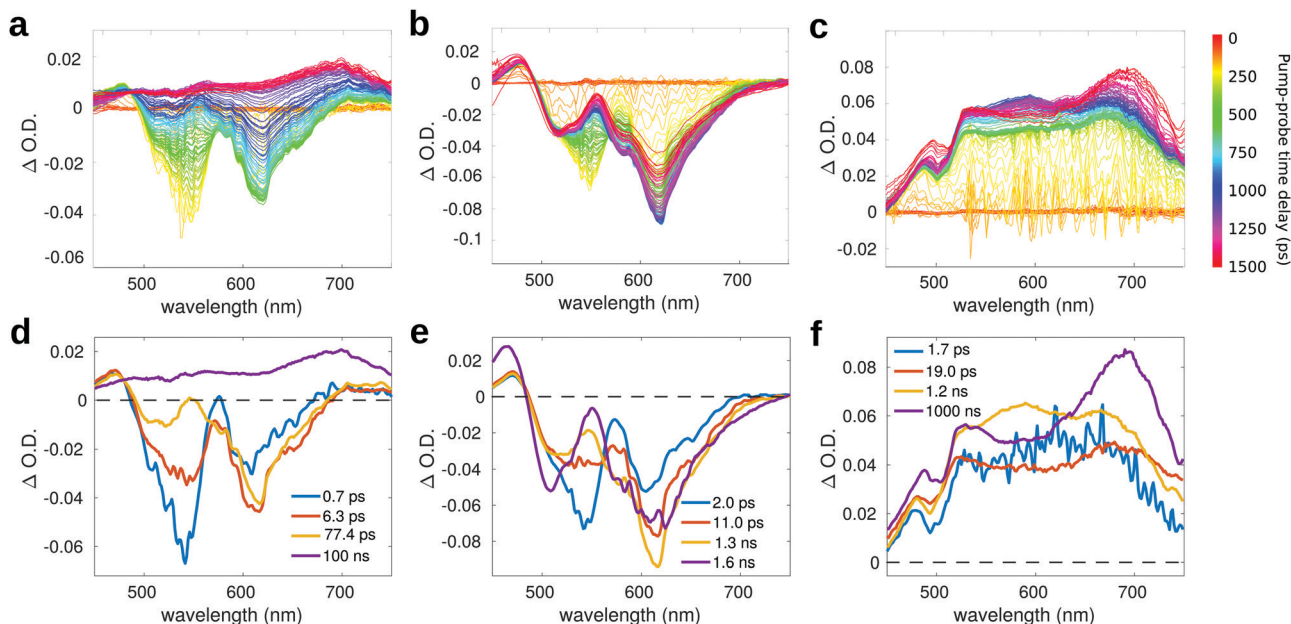 a
0.02
0
-0.02
-0.04
-0.06
Δ O.D.
500
600
700
wavelength (nm)
b
0.02
0
-0.02
-0.04
-0.06
-0.08
-0.1
Δ O.D.
500
600
700
wavelength (nm)
c
0.08
0.06
0.04
0.02
0
-0.02
Δ O.D.
500
600
700
wavelength (nm)
0
250
500
750
1000
1250
1500
Pump-probe time delay (ps)
d
0.02
0
-0.02
-0.04
-0.06
Δ O.D.
0.7 ps
6.3 ps
77.4 ps
100 ns
500
600
700
wavelength (nm)
e
0.02
0
-0.02
-0.04
-0.06
-0.08
Δ O.D.
2.0 ps
11.0 ps
1.3 ns
1.6 ns
500
600
700
wavelength (nm)
f
0.08
0.06
0.04
0.02
0
Δ O.D.
1.7 ps
19.0 ps
1.2 ns
1000 ns
500
600
700
wavelength (nm)